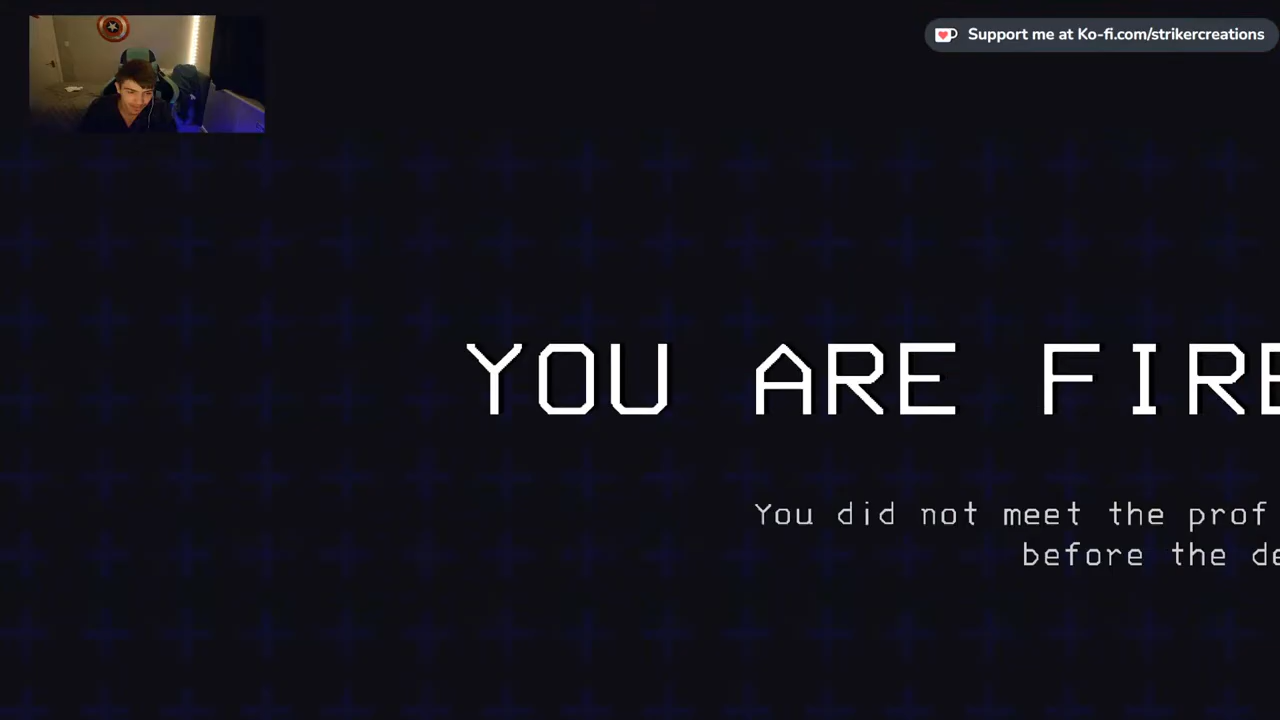 Support me at Ko-fi.com/strikercreations
YOU ARE FIRE
You did not meet the prof
before the de